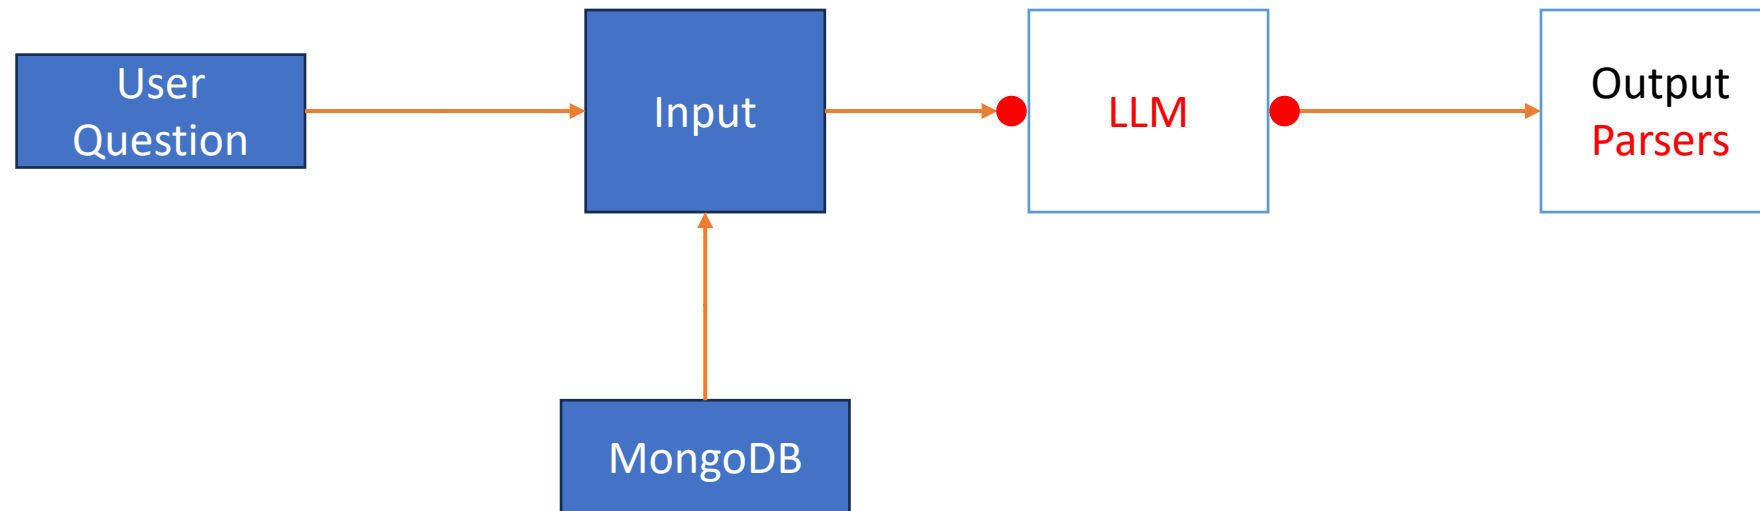 User
Question
Input
LLM
Output
Parsers
MongoDB